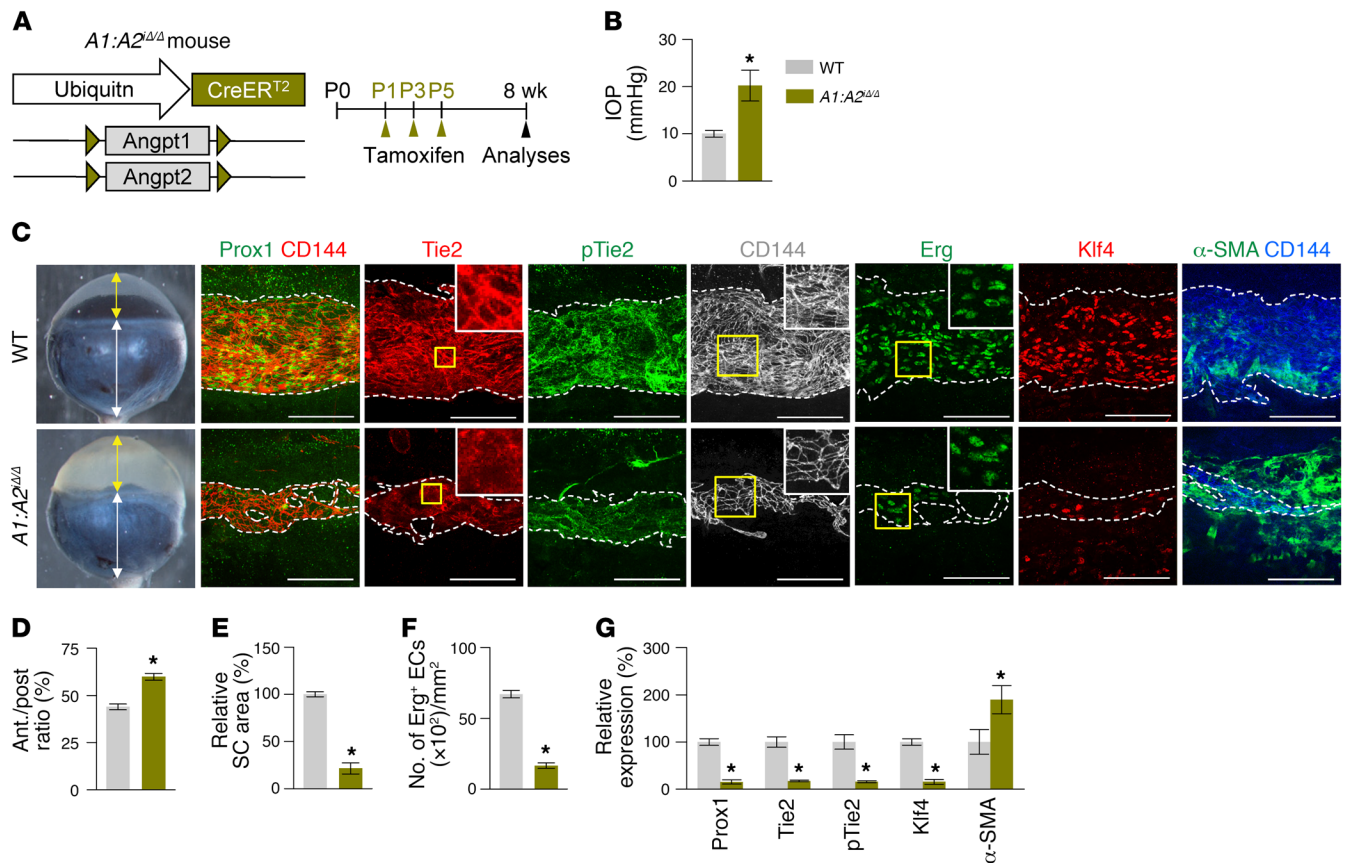 A
A1:A2iΔ/Δ mouse
Ubiquitn
CreERT2
Angpt1
Angpt2
P0 P1 P3 P5 8 wk
Tamoxifen Analyses
B
IOP
(mmHg)
30
20
10
0
*
WT
A1:A2iΔ/Δ
C
Prox1 CD144 Tie2 pTie2 CD144 Erg Klf4 α-SMA CD144
WT
A1:A2iΔ/Δ
D
Ant./post
ratio (%)
75
50
25
0
*
E
Relative
SC area (%)
150
100
50
0
*
F
No. of Erg+ ECs
(×10²)/mm²
100
50
0
*
G
Relative
expression (%)
300
200
100
0
* * * * *
Prox1
Tie2
pTie2
Klf4
α-SMA